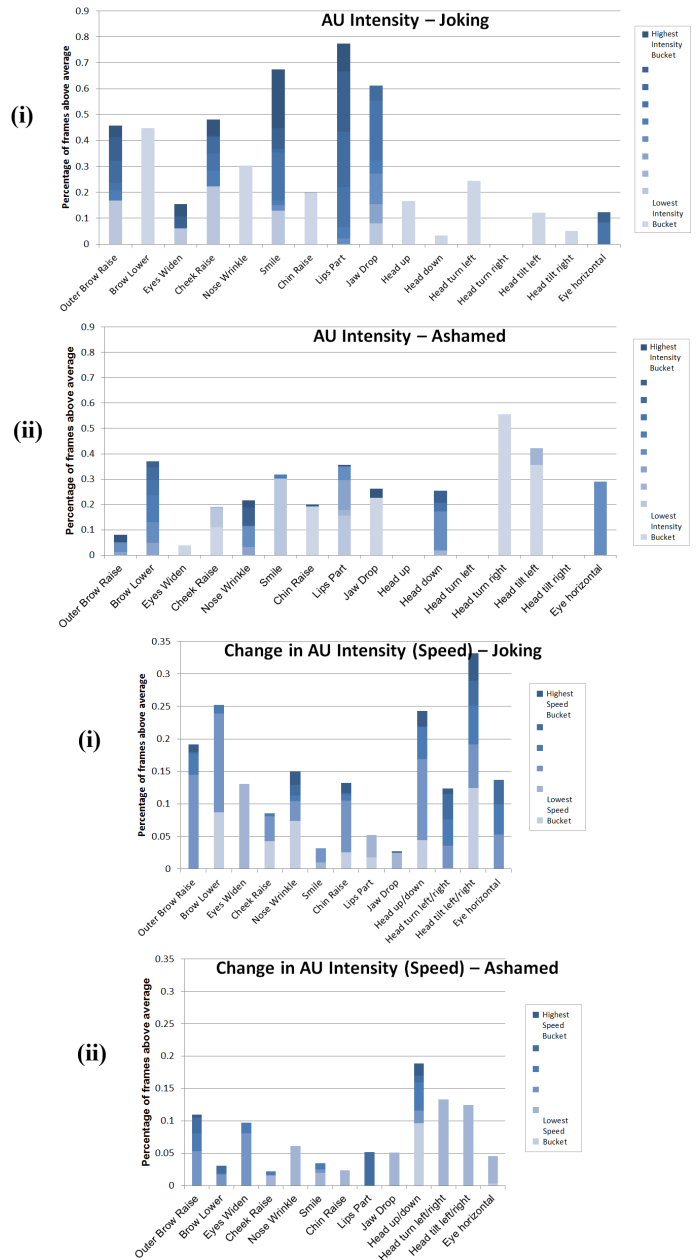 AU Intensity – Joking
(i)
Percentage of frames above average
0.9
0.8
0.7
0.6
0.5
0.4
0.3
0.2
0.1
0
Outer Brow Raise
Brow Lower
Eyes Widen
Cheek Raise
Nose Wrinkle
Smile
Chin Raise
Lips Part
Jaw Drop
Head up
Head down
Head turn left
Head turn right
Head tilt left
Head tilt right
Eye horizontal
Highest
Intensity
Bucket
Lowest Intensity
Bucket
AU Intensity – Ashamed
(ii)
Percentage of frames above average
0.9
0.8
0.7
0.6
0.5
0.4
0.3
0.2
0.1
0
Outer Brow Raise
Brow Lower
Eyes Widen
Cheek Raise
Nose Wrinkle
Smile
Chin Raise
Lips Part
Jaw Drop
Head up
Head down
Head turn left
Head turn right
Head tilt left
Head tilt right
Eye horizontal
Highest
Intensity
Bucket
Lowest Intensity
Bucket
Change in AU Intensity (Speed) – Joking
(i)
Percentage of frames above average
0.35
0.3
0.25
0.2
0.15
0.1
0.05
0
Outer Brow Raise
Brow Lower
Eyes Widen
Cheek Raise
Nose Wrinkle
Smile
Chin Raise
Lips Part
Jaw Drop
Head up/down
Head turn left/right
Head tilt left/right
Eye horizontal
Highest
Speed
Bucket
Lowest Speed
Bucket
Change in AU Intensity (Speed) – Ashamed
(ii)
Percentage of frames above average
0.35
0.3
0.25
0.2
0.15
0.1
0.05
0
Outer Brow Raise
Brow Lower
Eyes Widen
Cheek Raise
Nose Wrinkle
Smile
Chin Raise
Lips Part
Jaw Drop
Head up/down
Head turn left/right
Head tilt left/right
Eye horizontal
Highest
Speed
Bucket
Lowest Speed
Bucket